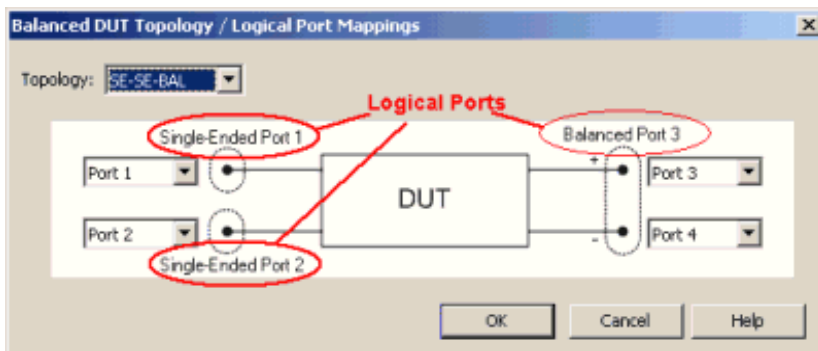 Balanced DUT Topology / Logical Port Mappings
Topology: SE-SE-BAL
Logical Ports
Single-Ended Port 1
Balanced Port 3
Port 1
+
Port 3
DUT
Port 2
-
Port 4
Single-Ended Port 2
OK
Cancel
Help